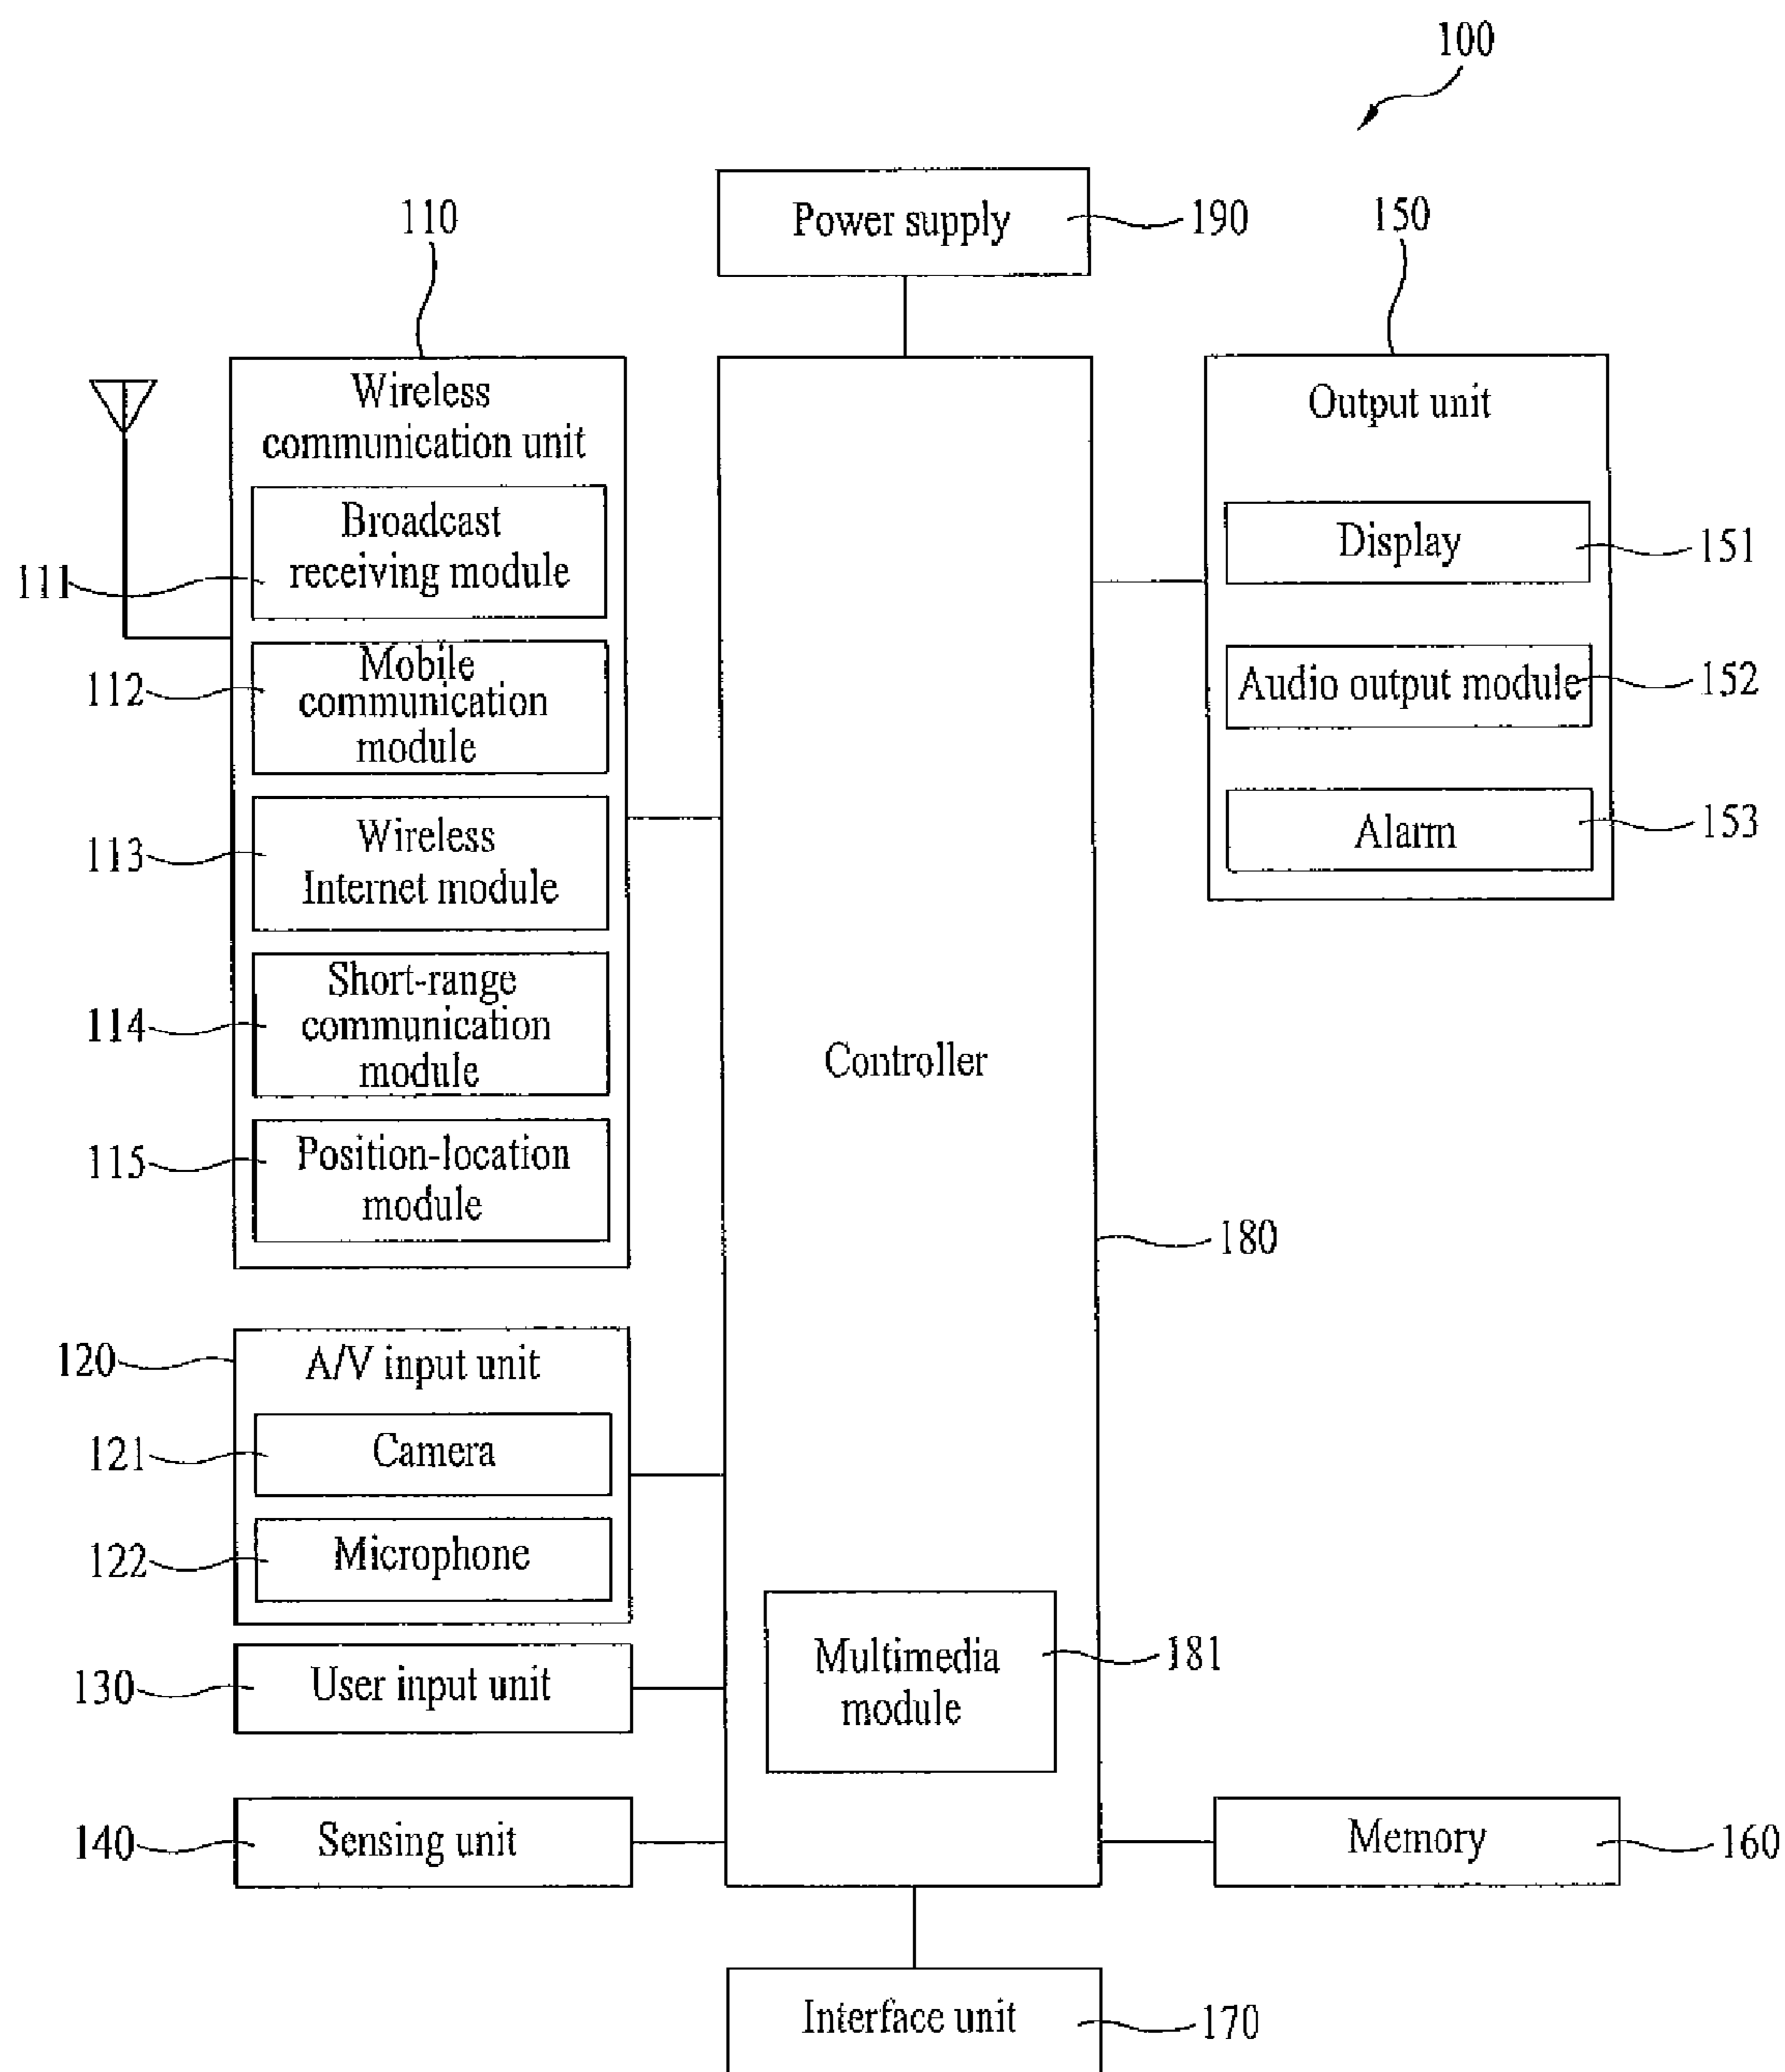 100
Power supply
190
110
Wireless
communication unit
Broadcast
receiving module
111
Mobile
communication
module
112
Wireless
Internet module
113
Short-range
communication
module
114
Position-location
module
115
150
Output unit
Display
151
Audio output module
152
Alarm
153
Controller
180
120
A/V input unit
Camera
121
Microphone
122
130
User input unit
Multimedia
module
181
140
Sensing unit
Memory
160
Interface unit
170